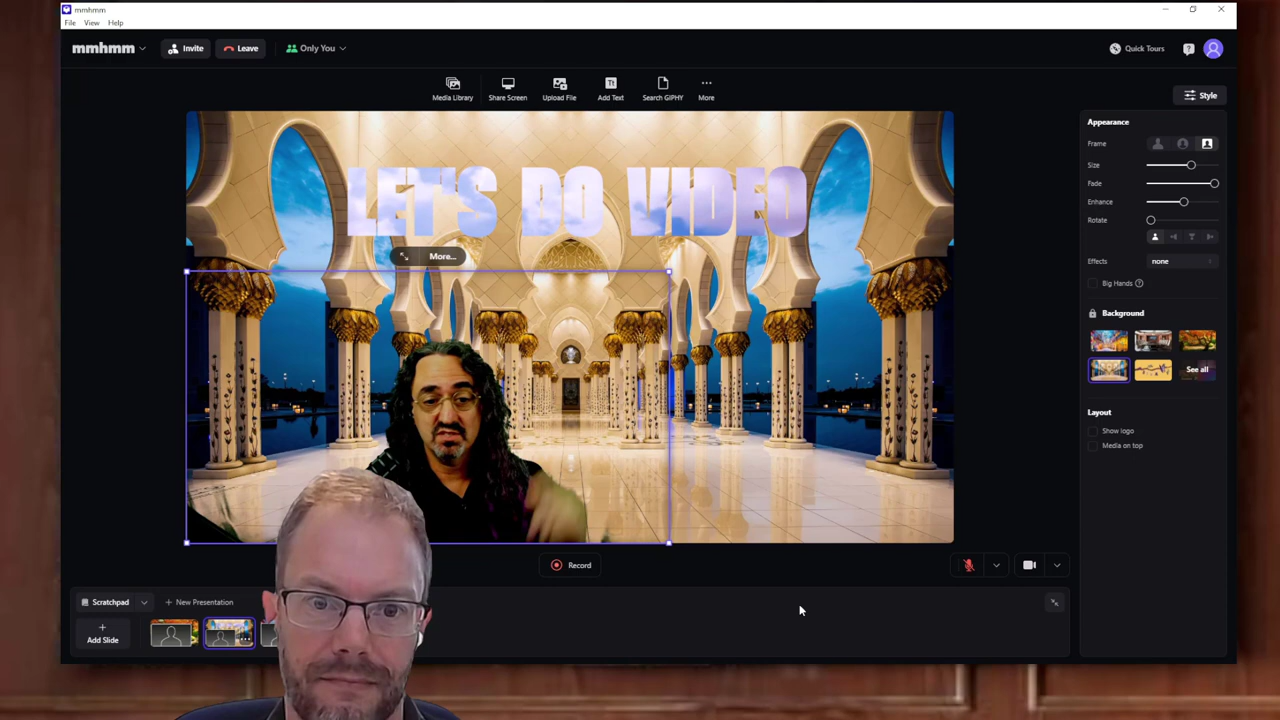 mmhmm
File View Help
mmhmm Invite Leave Only You Quick Tours
Media Library Share Screen Upload File Tt Add Text Search GIPHY More
Style
Appearance
Frame
Size
Fade
Enhance
Rotate
Effects none
Big Hands ?
Background
See all
Layout
Show logo
Media on top
LET'S DO VIDEO
More...
Record
Scratchpad + New Presentation
+ Add Slide